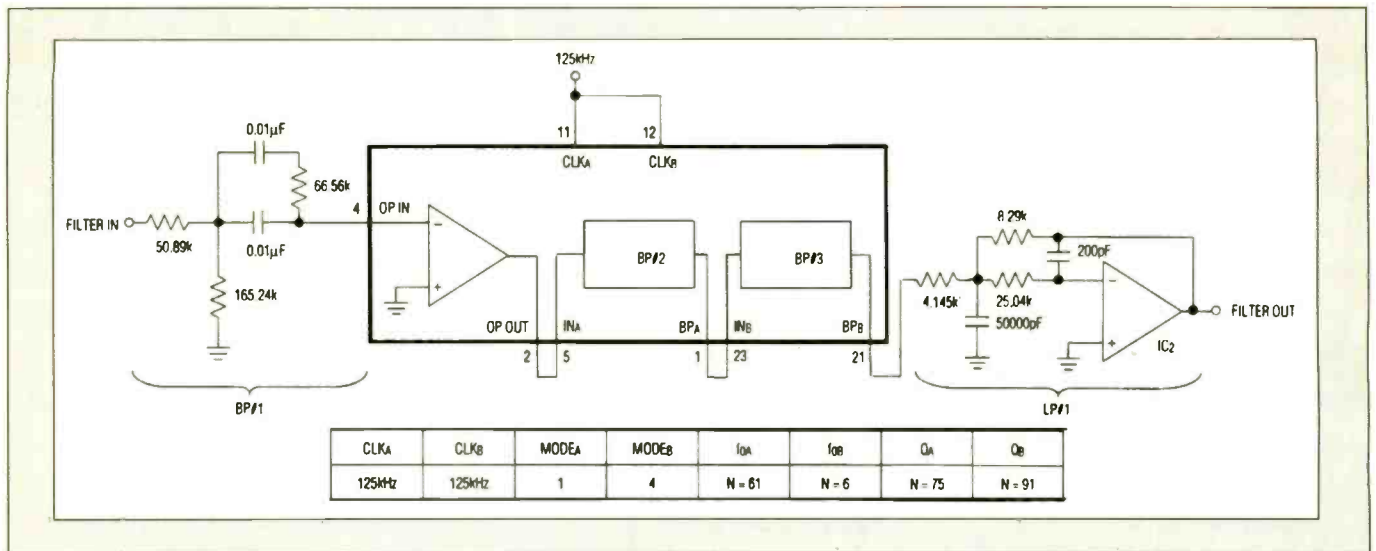 125kHz
0.01μF
11
12
CLKA
CLKB
66.56k
4
OP IN
8.29k
200pF
FILTER IN
50.89k
0.01μF
BP#2
BP#3
4.145k
25.04k
50000pF
FILTER OUT
165.24k
IC2
OP OUT
INA
BPA
INB
BPB
2
5
1
23
21
BP#1
LP#1
CLKA CLKB MODEA MODEB f0A f0B QA QB
125kHz 125kHz 1 4 N = 61 N = 6 N = 75 N = 91